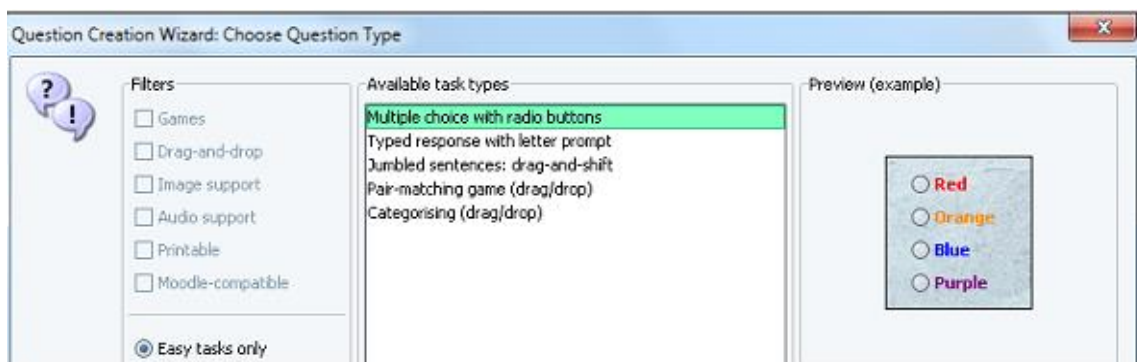 Question Creation Wizard: Choose Question Type
Filters
Games
Drag-and-drop
Image support
Audio support
Printable
Moodle-compatible
Easy tasks only
Available task types
Multiple choice with radio buttons
Typed response with letter prompt
Jumbled sentences: drag-and-shift
Pair-matching game (drag/drop)
Categorising (drag/drop)
Preview (example)
Red
Orange
Blue
Purple